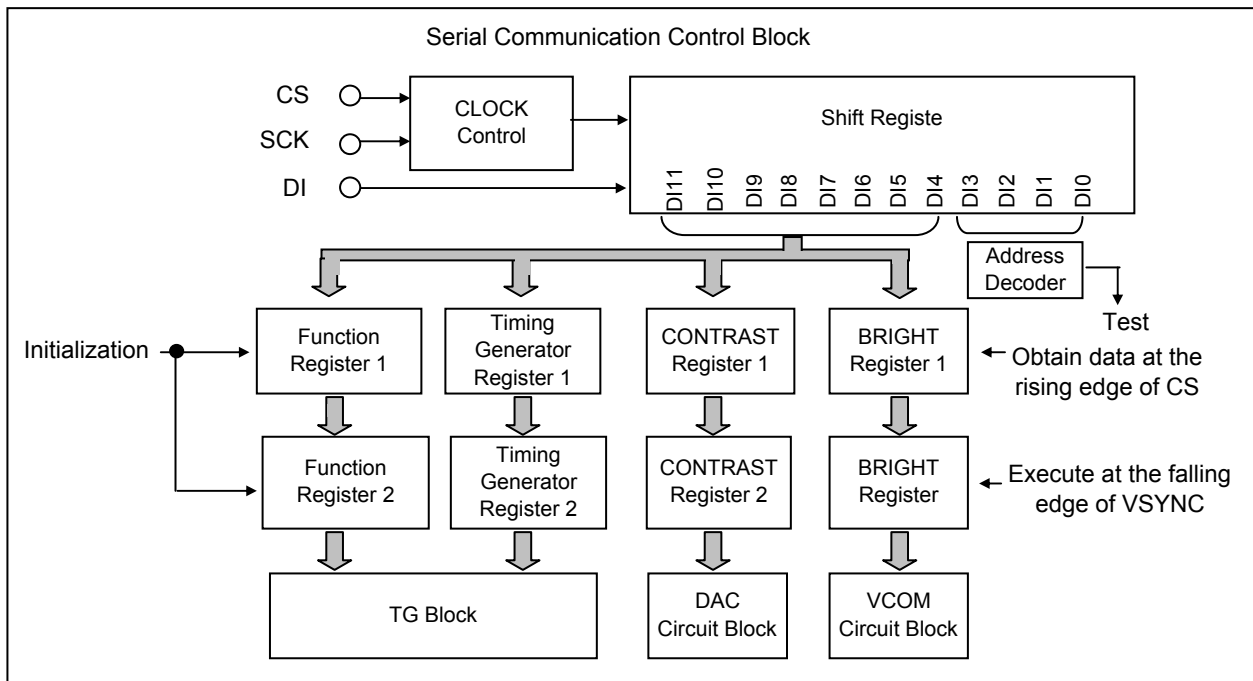 Serial Communication Control Block
CS
SCK
DI
CLOCK
Control
Shift Registe
DI11
DI10
DI9
DI8
DI7
DI6
DI5
DI4
DI3
DI2
DI1
DI0
Address
Decoder
Test
Initialization
Function
Register 1
Timing
Generator
Register 1
CONTRAST
Register 1
BRIGHT
Register 1
Obtain data at the
rising edge of CS
Function
Register 2
Timing
Generator
Register 2
CONTRAST
Register 2
BRIGHT
Register
Execute at the falling
edge of VSYNC
TG Block
DAC
Circuit Block
VCOM
Circuit Block